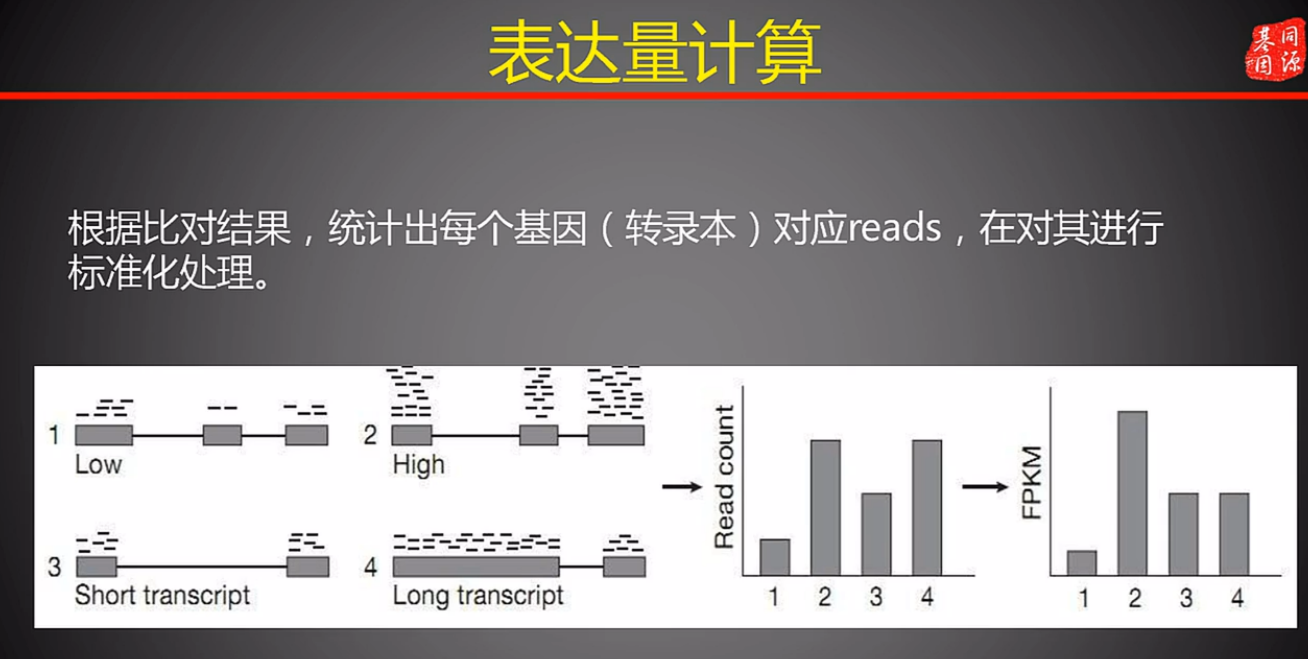 表达量计算
基同
因源
根据比对结果，统计出每个基因（转录本）对应reads，在对其进行
标准化处理。
1
Low
2
High
3
Short transcript
4
Long transcript
Read count
1 2 3 4
FPKM
1 2 3 4